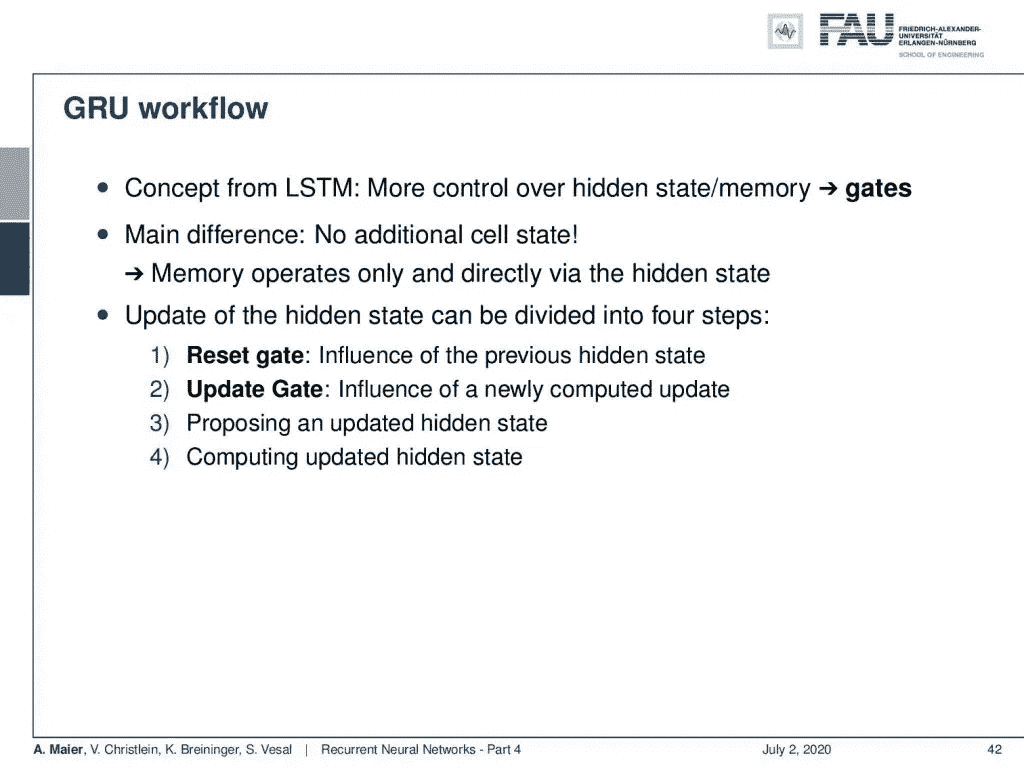 FAU
FRIEDRICH-ALEXANDER-
UNIVERSITÄT
ERLANGEN-NÜRNBERG
SCHOOL OF ENGINEERING
GRU workflow
• Concept from LSTM: More control over hidden state/memory ➔ gates
• Main difference: No additional cell state!
➔ Memory operates only and directly via the hidden state
• Update of the hidden state can be divided into four steps:
1) Reset gate: Influence of the previous hidden state
2) Update Gate: Influence of a newly computed update
3) Proposing an updated hidden state
4) Computing updated hidden state
A. Maier, V. Christlein, K. Breininger, S. Vesal | Recurrent Neural Networks - Part 4 July 2, 2020 42